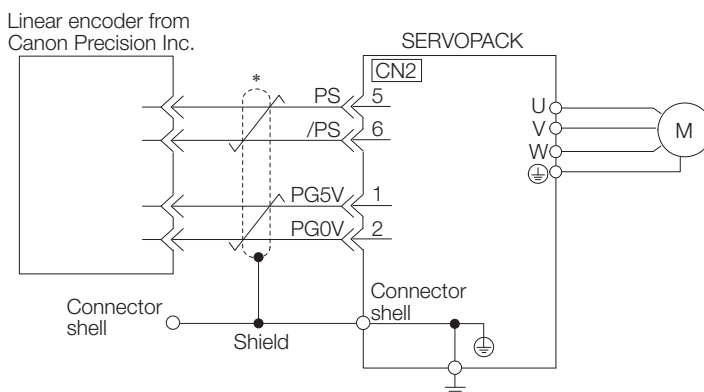 Linear encoder from
Canon Precision Inc.
SERVOPACK
*
CN2
PS 5
/PS 6
PG5V 1
PG0V 2
U
V
W
M
Connector
shell
Shield
Connector
shell